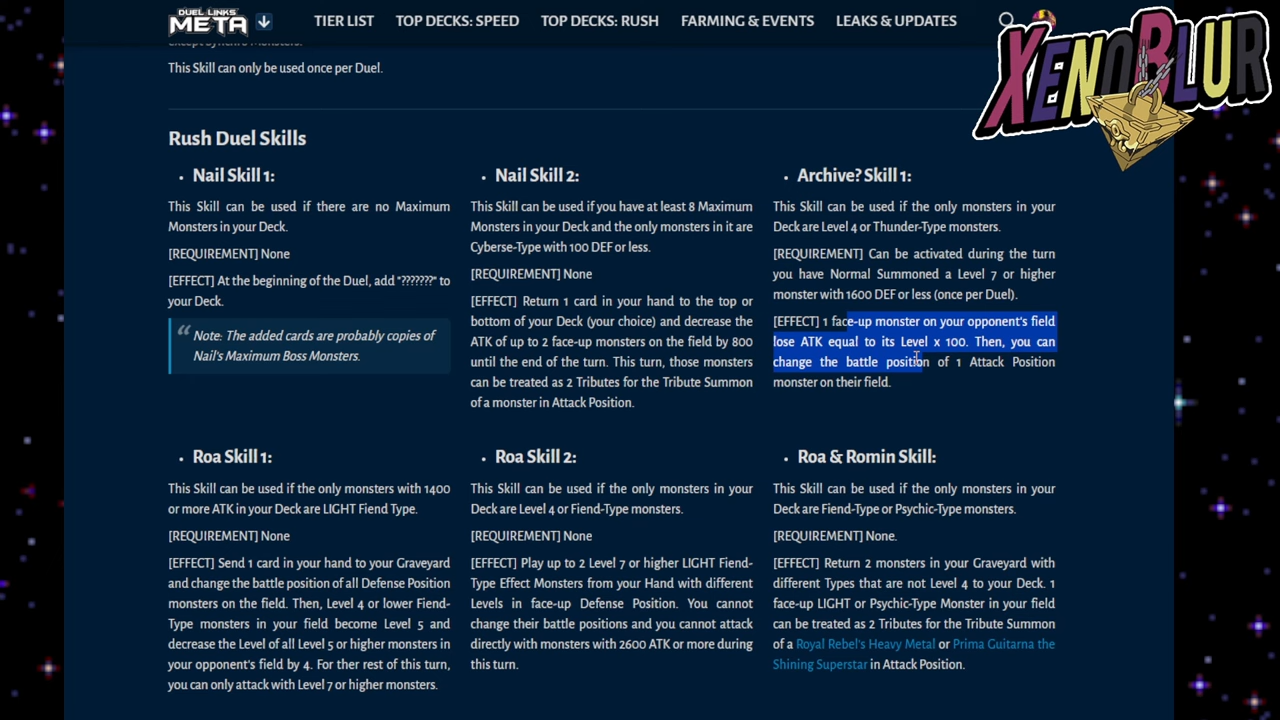 DUEL LINKS
META
TIER LIST
TOP DECKS: SPEED
TOP DECKS: RUSH
FARMING & EVENTS
LEAKS & UPDATES
XENOBLUR
Except Synchro Monsters.
This Skill can only be used once per Duel.
Rush Duel Skills
• Nail Skill 1:
This Skill can be used if there are no Maximum
Monsters in your Deck.
[REQUIREMENT] None
[EFFECT] At the beginning of the Duel, add "???????" to
your Deck.
“ Note: The added cards are probably copies of
Nail's Maximum Boss Monsters.
• Nail Skill 2:
This Skill can be used if you have at least 8 Maximum
Monsters in your Deck and the only monsters in it are
Cyberse-Type with 100 DEF or less.
[REQUIREMENT] None
[EFFECT] Return 1 card in your hand to the top or
bottom of your Deck (your choice) and decrease the
ATK of up to 2 face-up monsters on the field by 800
until the end of the turn. This turn, those monsters
can be treated as 2 Tributes for the Tribute Summon
of a monster in Attack Position.
• Archive? Skill 1:
This Skill can be used if the only monsters in your
Deck are Level 4 or Thunder-Type monsters.
[REQUIREMENT] Can be activated during the turn
you have Normal Summoned a Level 7 or higher
monster with 1600 DEF or less (once per Duel).
[EFFECT] 1 face-up monster on your opponent's field
lose ATK equal to its Level x 100. Then, you can
change the battle position of 1 Attack Position
monster on their field.
• Roa Skill 1:
This Skill can be used if the only monsters with 1400
or more ATK in your Deck are LIGHT Fiend Type.
[REQUIREMENT] None
[EFFECT] Send 1 card in your hand to your Graveyard
and change the battle position of all Defense Position
monsters on the field. Then, Level 4 or lower Fiend-
Type monsters in your field become Level 5 and
decrease the Level of all Level 5 or higher monsters in
your opponent's field by 4. For ther rest of this turn,
you can only attack with Level 7 or higher monsters.
• Roa Skill 2:
This Skill can be used if the only monsters in your
Deck are Level 4 or Fiend-Type monsters.
[REQUIREMENT] None
[EFFECT] Play up to 2 Level 7 or higher LIGHT Fiend-
Type Effect Monsters from your Hand with different
Levels in face-up Defense Position. You cannot
change their battle positions and you cannot attack
directly with monsters with 2600 ATK or more during
this turn.
• Roa & Romin Skill:
This Skill can be used if the only monsters in your
Deck are Fiend-Type or Psychic-Type monsters.
[REQUIREMENT] None.
[EFFECT] Return 2 monsters in your Graveyard with
different Types that are not Level 4 to your Deck. 1
face-up LIGHT or Psychic-Type Monster in your field
can be treated as 2 Tributes for the Tribute Summon
of a Royal Rebel's Heavy Metal or Prima Guitarna the
Shining Superstar in Attack Position.